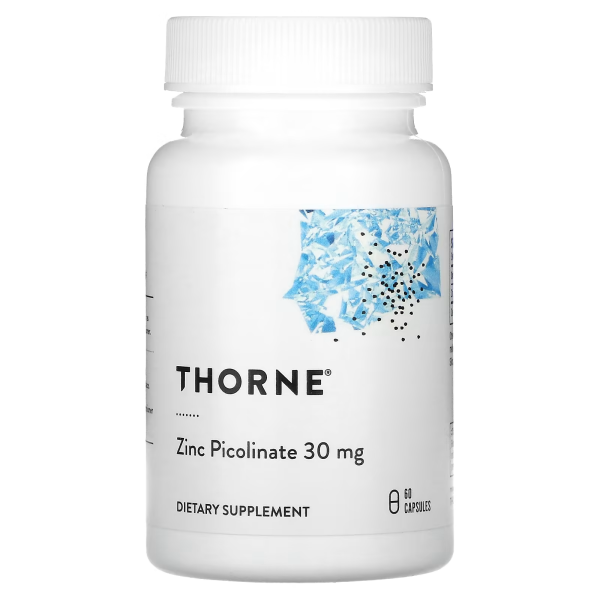 THORNE®
Zinc Picolinate 30 mg
DIETARY SUPPLEMENT
60
CAPSULES